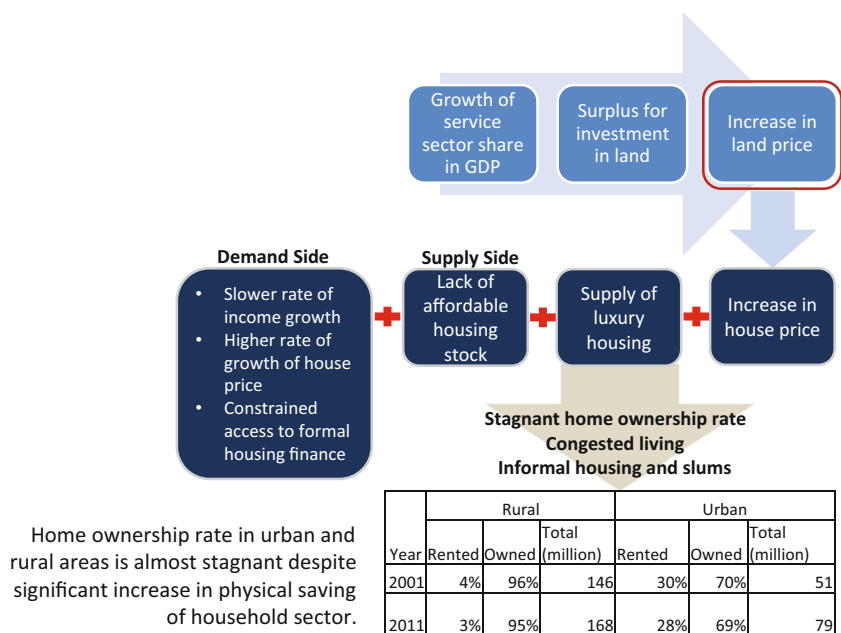 Growth of
service
sector share
in GDP
Surplus for
investment
in land
Increase in
land price
Demand Side
• Slower rate of
income growth
• Higher rate of
growth of house
price
• Constrained
access to formal
housing finance
Supply Side
Lack of
affordable
housing
stock
Supply of
luxury
housing
Increase in
house price
Stagnant home ownership rate
Congested living
Informal housing and slums
Home ownership rate in urban and
rural areas is almost stagnant despite
significant increase in physical saving
of household sector.
Rural Urban
Year Rented Owned Total (million) Rented Owned Total (million)
2001 4% 96% 146 30% 70% 51
2011 3% 95% 168 28% 69% 79